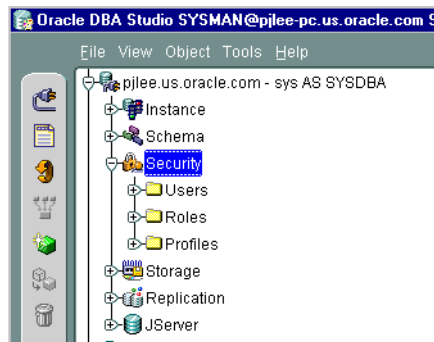 Oracle DBA Studio SYSMAN@pjlee-pc.us.oracle.com
File View Object Tools Help
pjlee.us.oracle.com - sys AS SYSDBA
Instance
Schema
Security
Users
Roles
Profiles
Storage
Replication
JServer